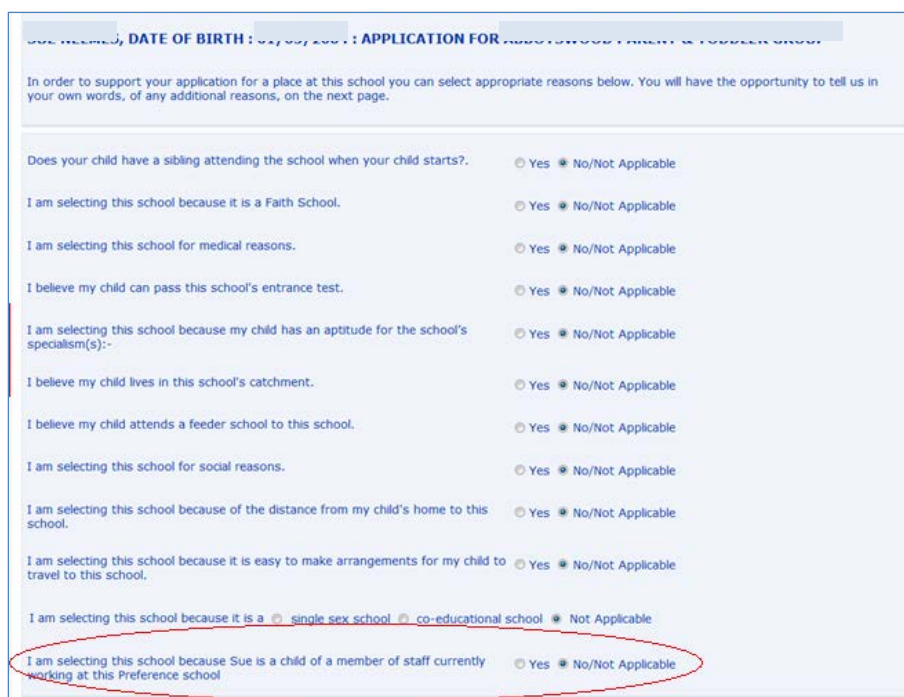 , DATE OF BIRTH : : APPLICATION FOR
In order to support your application for a place at this school you can select appropriate reasons below. You will have the opportunity to tell us in
your own words, of any additional reasons, on the next page.
Does your child have a sibling attending the school when your child starts?. Yes No/Not Applicable
I am selecting this school because it is a Faith School. Yes No/Not Applicable
I am selecting this school for medical reasons. Yes No/Not Applicable
I believe my child can pass this school's entrance test. Yes No/Not Applicable
I am selecting this school because my child has an aptitude for the school's
specialism(s):- Yes No/Not Applicable
I believe my child lives in this school's catchment. Yes No/Not Applicable
I believe my child attends a feeder school to this school. Yes No/Not Applicable
I am selecting this school for social reasons. Yes No/Not Applicable
I am selecting this school because of the distance from my child's home to this
school. Yes No/Not Applicable
I am selecting this school because it is easy to make arrangements for my child to
travel to this school. Yes No/Not Applicable
I am selecting this school because it is a single sex school co-educational school Not Applicable
I am selecting this school because Sue is a child of a member of staff currently
working at this Preference school Yes No/Not Applicable